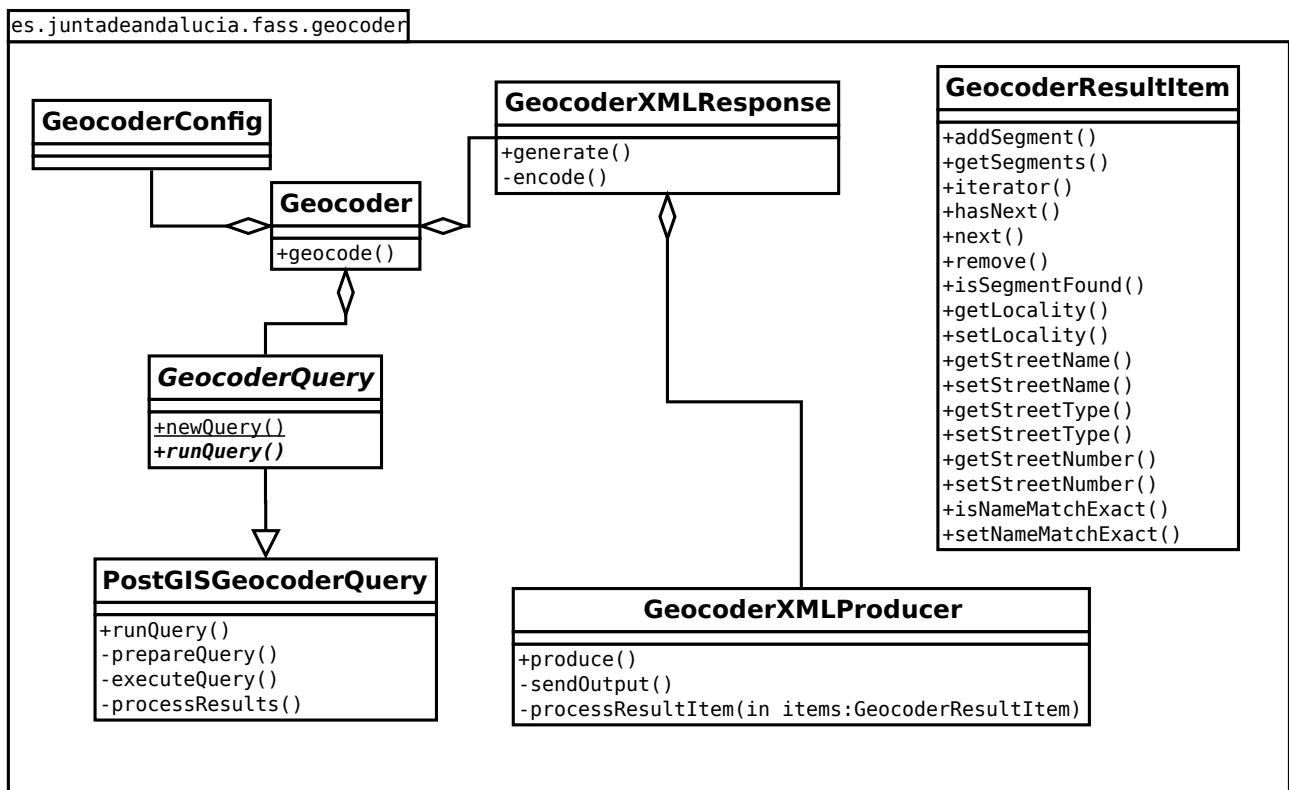 es.juntadeandalucia.fass.geocoder
GeocoderConfig
Geocoder
+geocode()
GeocoderXMLResponse
+generate()
-encode()
GeocoderResultItem
+addSegment()
+getSegments()
+iterator()
+hasNext()
+next()
+remove()
+isSegmentFound()
+getLocality()
+setLocality()
+getStreetName()
+setStreetName()
+getStreetType()
+setStreetType()
+getStreetNumber()
+setStreetNumber()
+isNameMatchExact()
+setNameMatchExact()
GeocoderQuery
+newQuery()
+runQuery()
PostGISGeocoderQuery
+runQuery()
-prepareQuery()
-executeQuery()
-processResults()
GeocoderXMLProducer
+produce()
-sendOutput()
-processResultItem(in items:GeocoderResultItem)